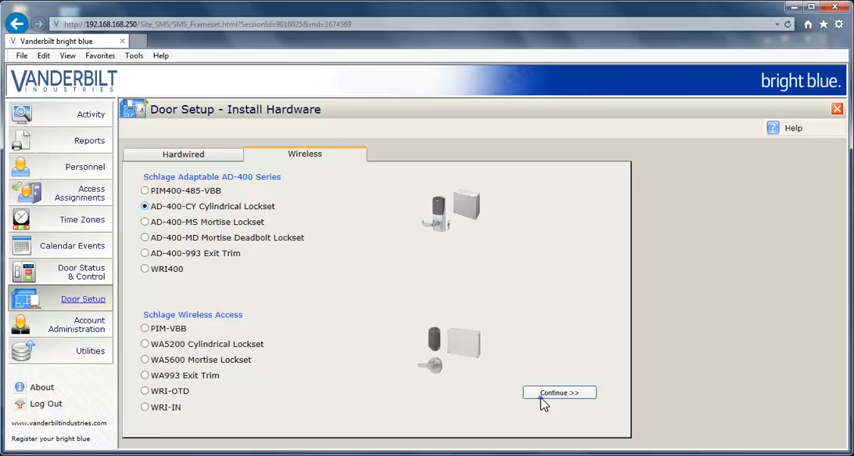 http://192.168.168.250/Site_SMS/SMS_Frameset.html?SessionId=9016025&rnd=1674569
Vanderbilt bright blue
File Edit View Favorites Tools Help
VANDERBILT
INDUSTRIES
bright blue.
Activity
Reports
Personnel
Access
Assignments
Time Zones
Calendar Events
Door Status
& Control
Door Setup
Account
Administration
Utilities
About
Log Out
www.vanderbiltindustries.com
Register your bright blue
Door Setup - Install Hardware
Help
Hardwired Wireless
Schlage Adaptable AD-400 Series
PIM400-485-VBB
AD-400-CY Cylindrical Lockset
AD-400-MS Mortise Lockset
AD-400-MD Mortise Deadbolt Lockset
AD-400-993 Exit Trim
WRI400
Schlage Wireless Access
PIM-VBB
WA5200 Cylindrical Lockset
WA5600 Mortise Lockset
WA993 Exit Trim
WRI-OTD
WRI-IN
Continue >>